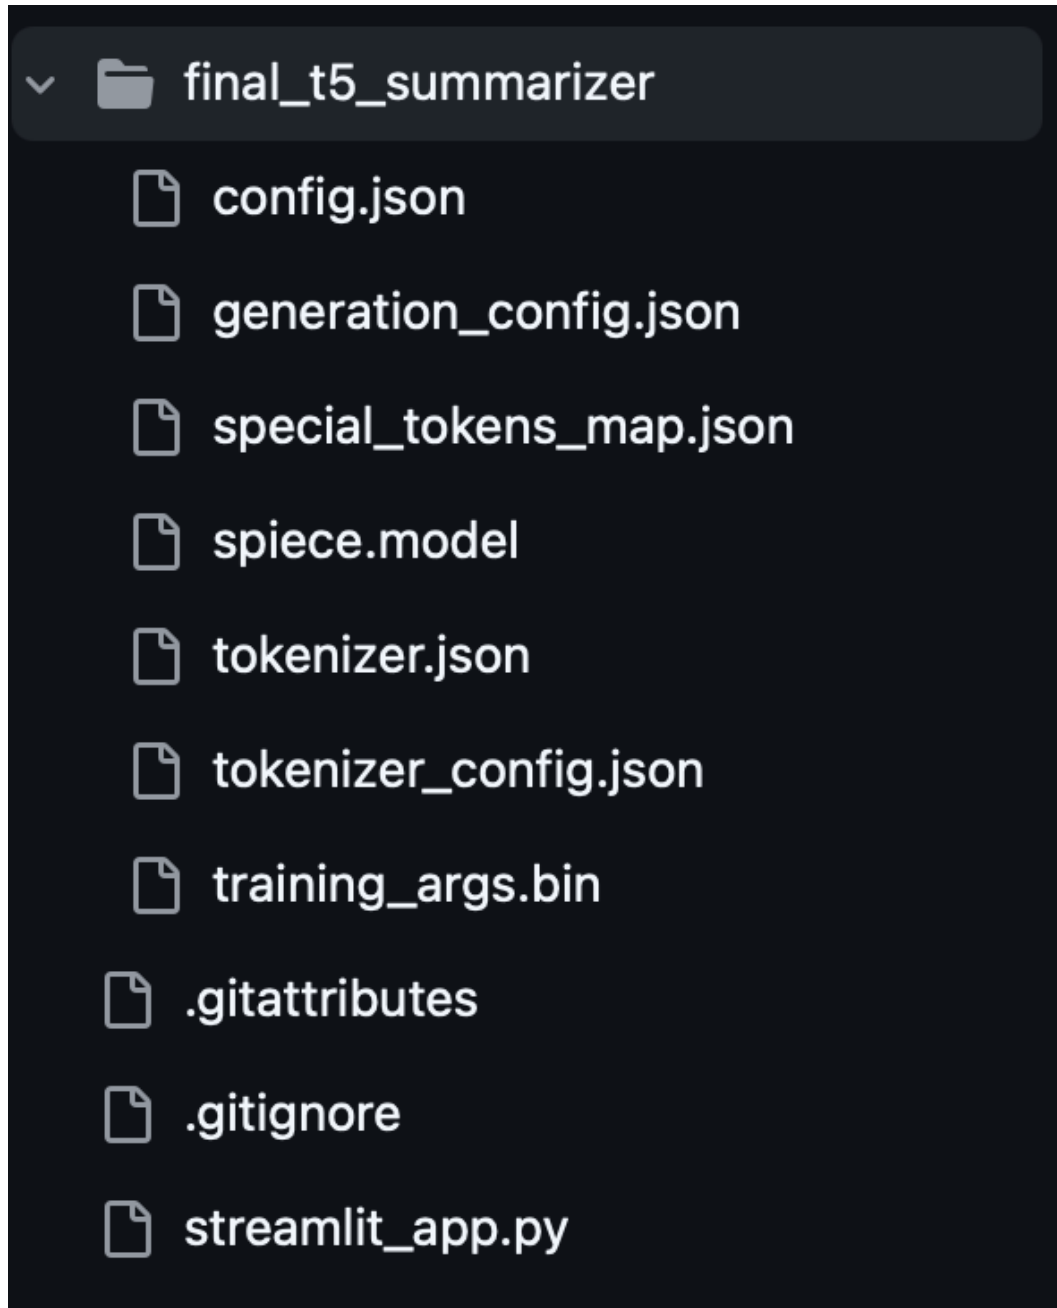 final_t5_summarizer
config.json
generation_config.json
special_tokens_map.json
spiece.model
tokenizer.json
tokenizer_config.json
training_args.bin
.gitattributes
.gitignore
streamlit_app.py